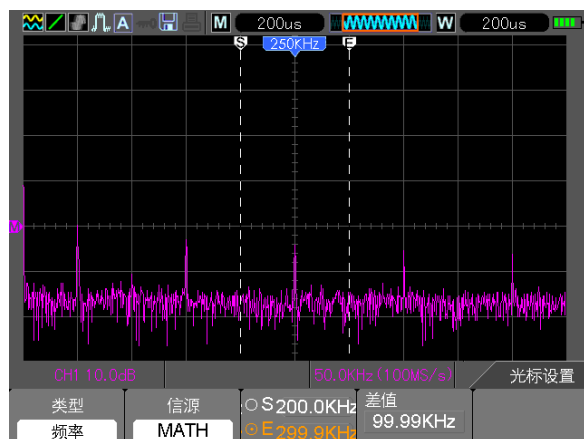 A M 200us W 200us
S 250KHz E
M
CH1 10.0dB 50.0KHz (100MS/s) 光标设置
类型 信源 S 200.0KHz 差值
频率 MATH E 299.9KHz 99.99KHz